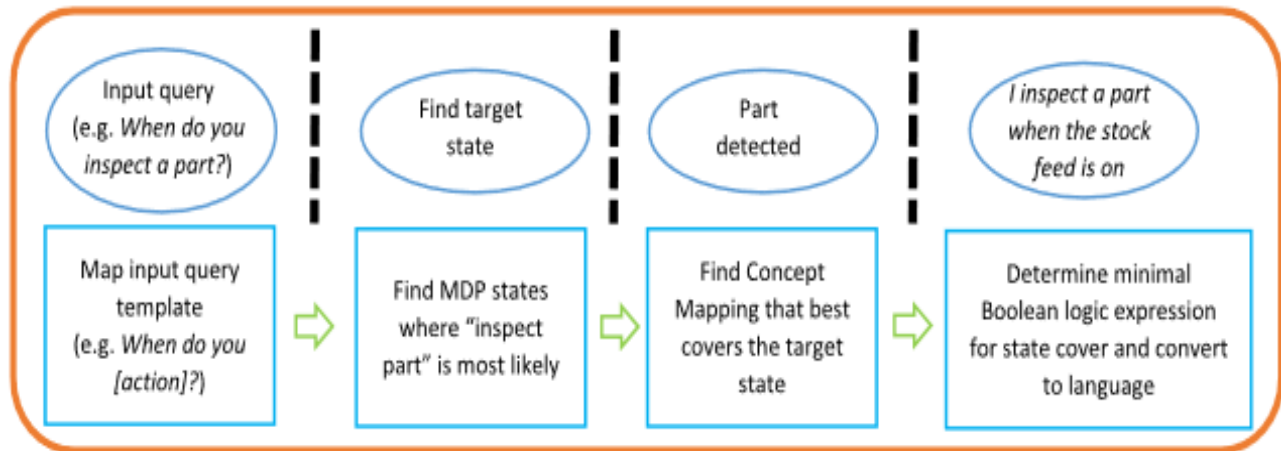 Input query
(e.g. When do you
inspect a part?)
Find target
state
Part
detected
I inspect a part
when the stock
feed is on
Map input query
template
(e.g. When do you
[action]?)
Find MDP states
where “inspect
part” is most likely
Find Concept
Mapping that best
covers the target
state
Determine minimal
Boolean logic expression
for state cover and convert
to language